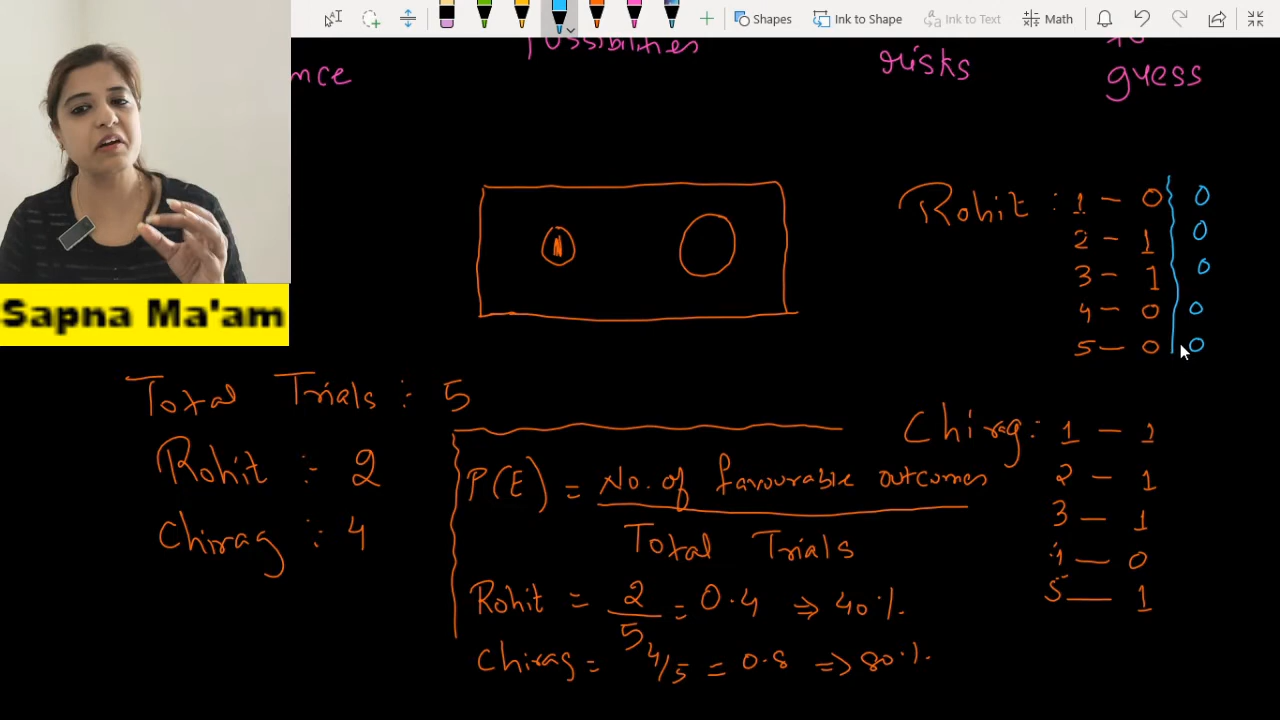 Shapes
Ink to Shape
Ink to Text
Math
possibilities
risks
to
guess
nce
Sapna Ma'am
Rohit : 1 - 0 0
2 - 1 0
3 - 1 0
4 - 0 0
5 - 0 0
Total Trials : 5
Rohit : 2
Chirag : 4
P(E) = No. of favourable outcomes
Total Trials
Rohit = 2/5 = 0.4 ⇒ 40%.
Chirag = 4/5 = 0.8 ⇒ 80%.
Chirag : 1 - 1
2 - 1
3 - 1
4 - 0
5 - 1